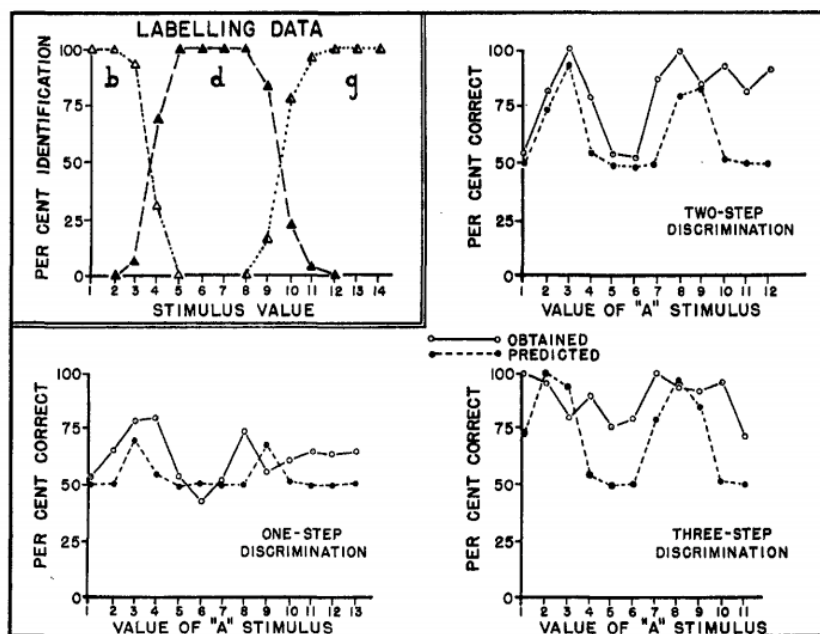 LABELLING DATA
100
75
50
25
0
PER CENT IDENTIFICATION
b d g
1 2 3 4 5 6 7 8 9 10 11 12 13 14
STIMULUS VALUE
100
75
50
25
0
PER CENT CORRECT
TWO-STEP
DISCRIMINATION
1 2 3 4 5 6 7 8 9 10 11 12
VALUE OF "A" STIMULUS
OBTAINED
PREDICTED
100
75
50
25
0
PER CENT CORRECT
ONE-STEP
DISCRIMINATION
1 2 3 4 5 6 7 8 9 10 11 12 13
VALUE OF "A" STIMULUS
100
75
50
25
0
PER CENT CORRECT
THREE-STEP
DISCRIMINATION
1 2 3 4 5 6 7 8 9 10 11
VALUE OF "A" STIMULUS